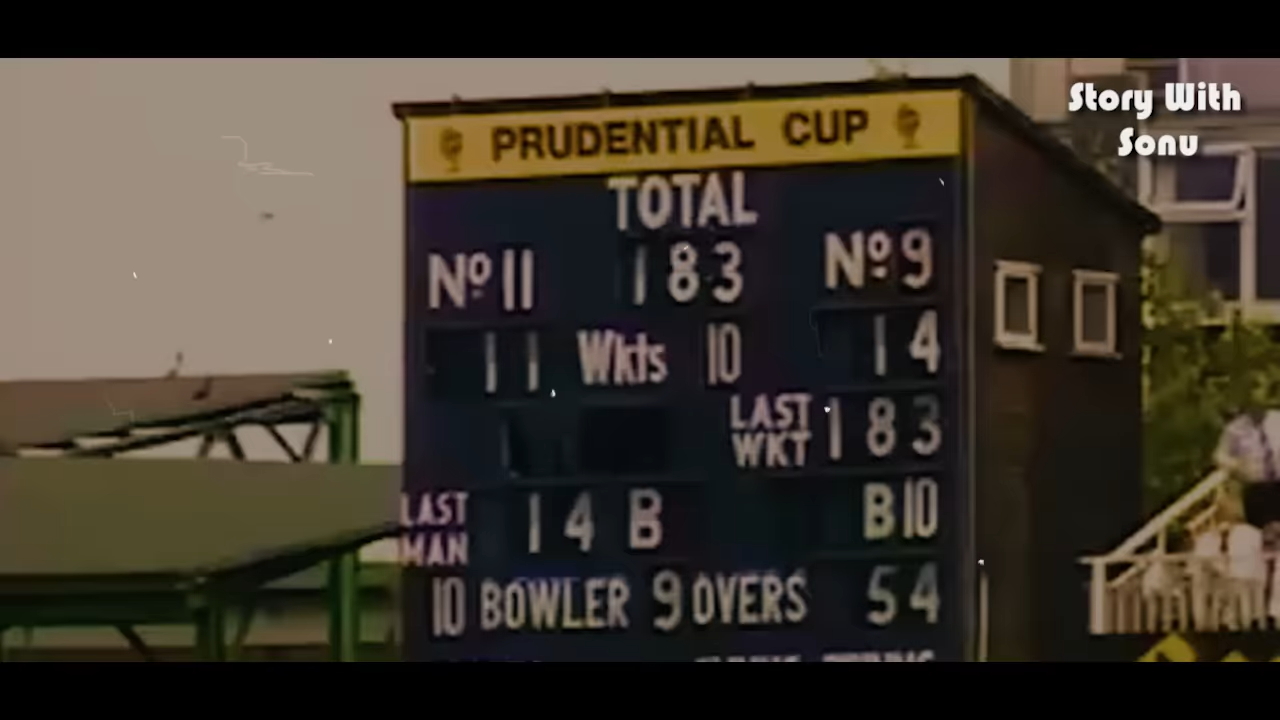 Story With
Sonu
PRUDENTIAL CUP
TOTAL
Nº 11 183 Nº 9
11 Wkts 10 14
LAST WKT 183
LAST MAN 14 B B 10
10 BOWLER 9 OVERS 54